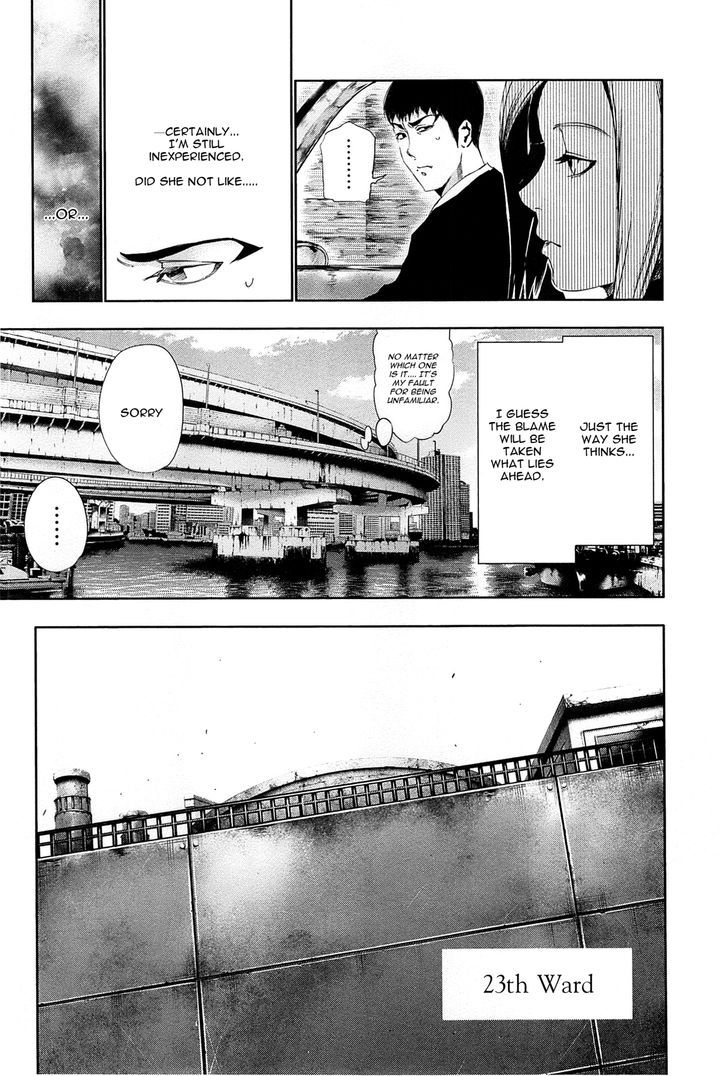 ......
—CERTAINLY...
I'M STILL
INEXPERIENCED.
DID SHE NOT LIKE.....
...OR...
JUST THE
WAY SHE
THINKS...
I GUESS
THE BLAME
WILL BE
TAKEN
WHAT LIES
AHEAD.
NO MATTER
WHICH ONE
IS IT.... IT'S
MY FAULT
FOR BEING
UNFAMILIAR.
SORRY
......
23th Ward